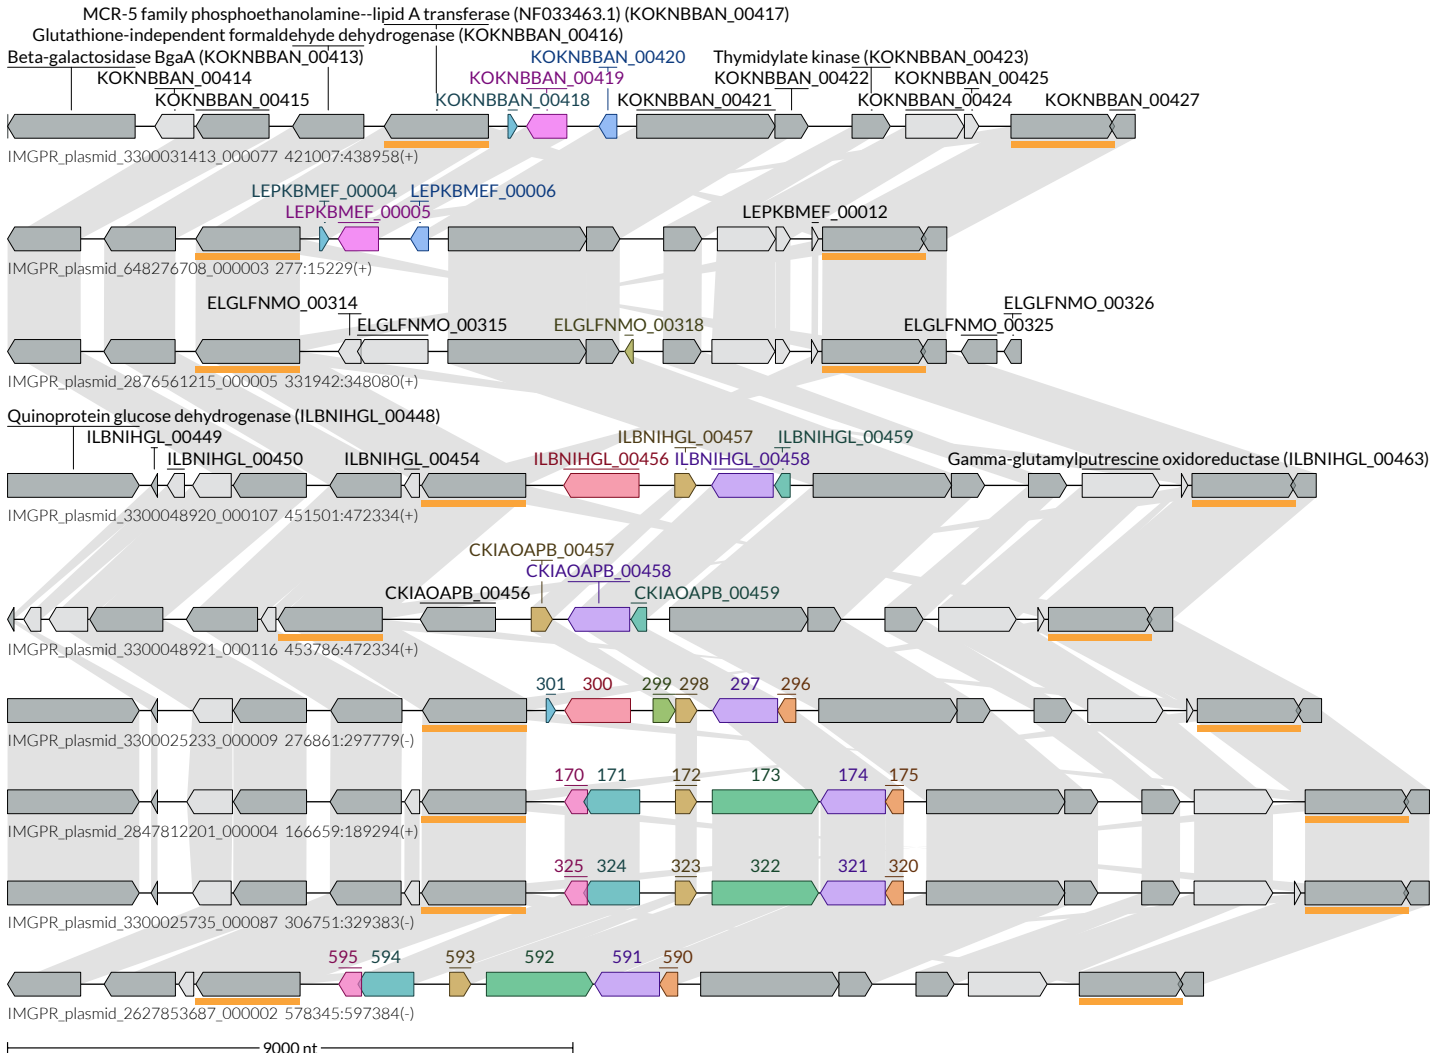 MCR-5 family phosphoethanolamine--lipid A transferase (NF033463.1) (KOKNBBAN_00417)
Glutathione-independent formaldehyde dehydrogenase (KOKNBBAN_00416)
Beta-galactosidase BgaA (KOKNBBAN_00413) KOKNBBAN_00420 Thymidylate kinase (KOKNBBAN_00423)
KOKNBBAN_00414 KOKNBBAN_00419 KOKNBBAN_00422 KOKNBBAN_00425
KOKNBBAN_00415 KOKNBBAN_00418 KOKNBBAN_00421 KOKNBBAN_00424 KOKNBBAN_00427
IMGPR_plasmid_3300031413_000077 421007:438958(+)
LEPKBMEF_00004 LEPKBMEF_00006
LEPKBMEF_00005 LEPKBMEF_00012
IMGPR_plasmid_648276708_000003 277:15229(+)
ELGLFNMO_00314 ELGLFNMO_00326
ELGLFNMO_00315 ELGLFNMO_00318 ELGLFNMO_00325
IMGPR_plasmid_2876561215_000005 331942:348080(+)
Quinoprotein glucose dehydrogenase (ILBNIHGL_00448)
ILBNIHGL_00449 ILBNIHGL_00457 ILBNIHGL_00459
ILBNIHGL_00450 ILBNIHGL_00454 ILBNIHGL_00456 ILBNIHGL_00458 Gamma-glutamylputrescine oxidoreductase (ILBNIHGL_00463)
IMGPR_plasmid_3300048920_000107 451501:472334(+)
CKIAOAPB_00457
CKIAOAPB_00458
CKIAOAPB_00456 CKIAOAPB_00459
IMGPR_plasmid_3300048921_000116 453786:472334(+)
301 300 299 298 297 296
IMGPR_plasmid_3300025233_000009 276861:297779(-)
170 171 172 173 174 175
IMGPR_plasmid_2847812201_000004 166659:189294(+)
325 324 323 322 321 320
IMGPR_plasmid_3300025735_000087 306751:329383(-)
595 594 593 592 591 590
IMGPR_plasmid_2627853687_000002 578345:597384(-)
9000 nt